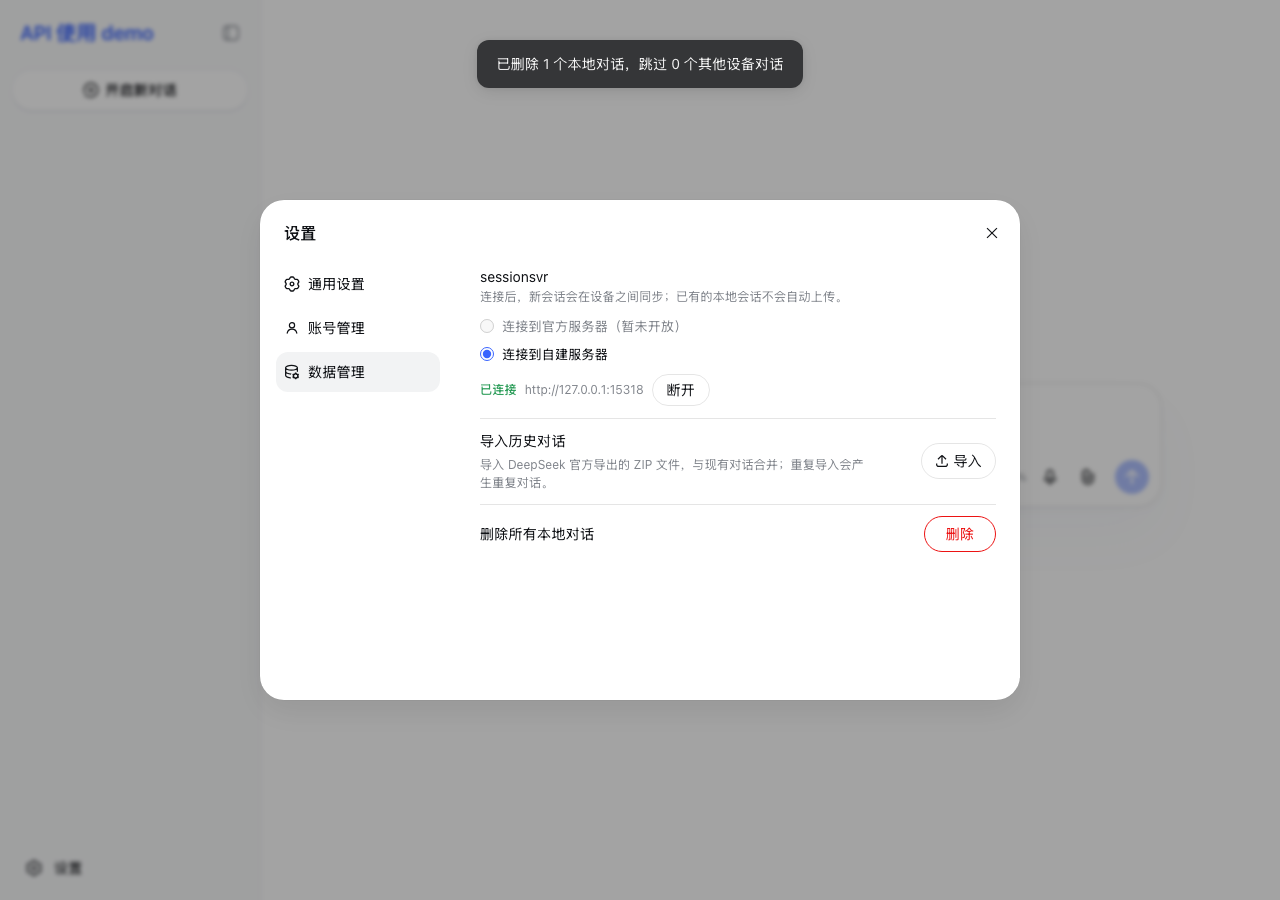 API 使用 demo
开启新对话
已删除 1 个本地对话，跳过 0 个其他设备对话
设置
通用设置
账号管理
数据管理
sessionsvr
连接后，新会话会在设备之间同步；已有的本地会话不会自动上传。
连接到官方服务器（暂未开放）
连接到自建服务器
已连接 http://127.0.0.1:15318 断开
导入历史对话
导入 DeepSeek 官方导出的 ZIP 文件，与现有对话合并；重复导入会产
生重复对话。
导入
删除所有本地对话
删除
设置